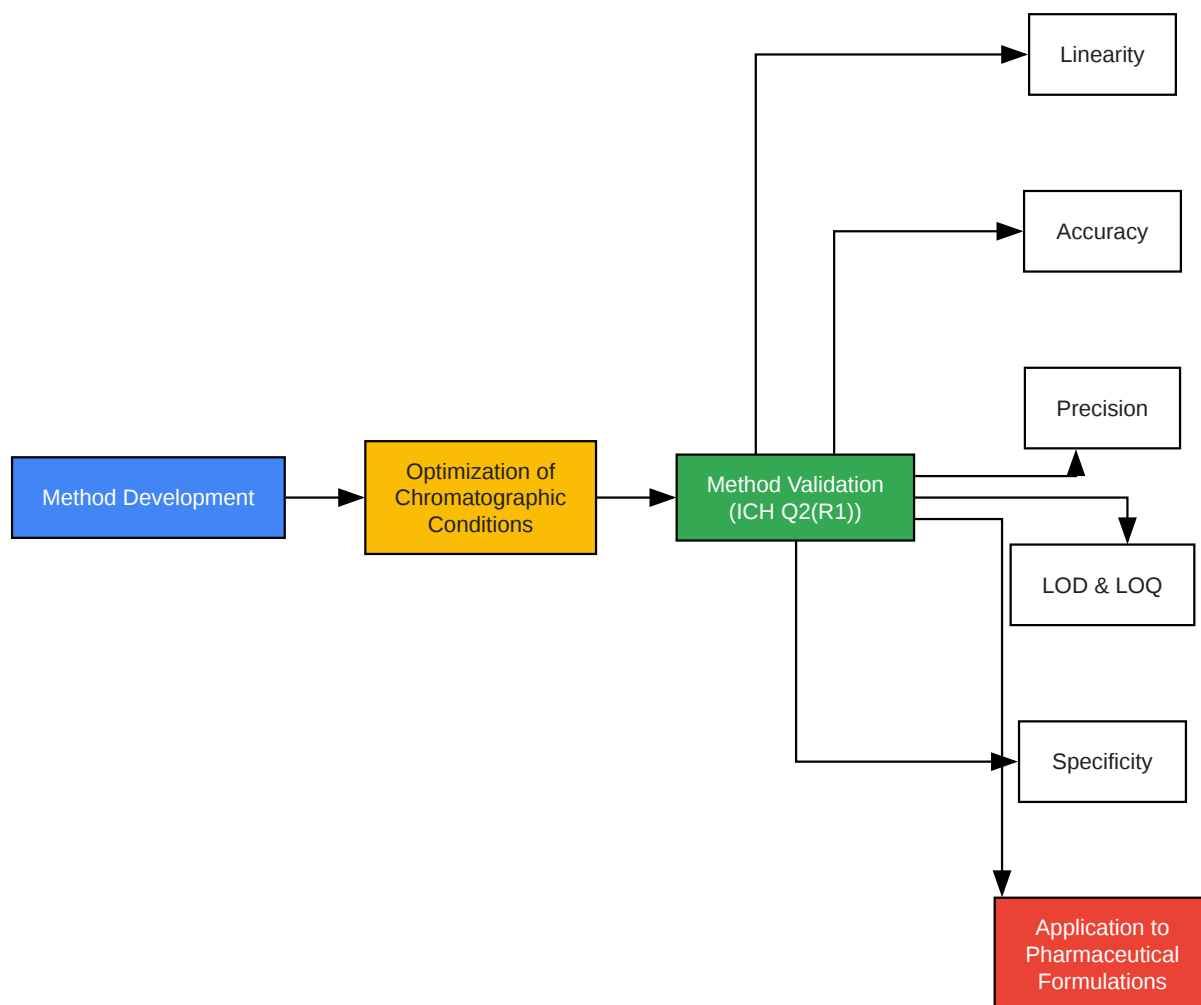 Linearity
Accuracy
Precision
Method Development
Optimization of
Chromatographic
Conditions
Method Validation
(ICH Q2(R1))
LOD & LOQ
Specificity
Application to
Pharmaceutical
Formulations